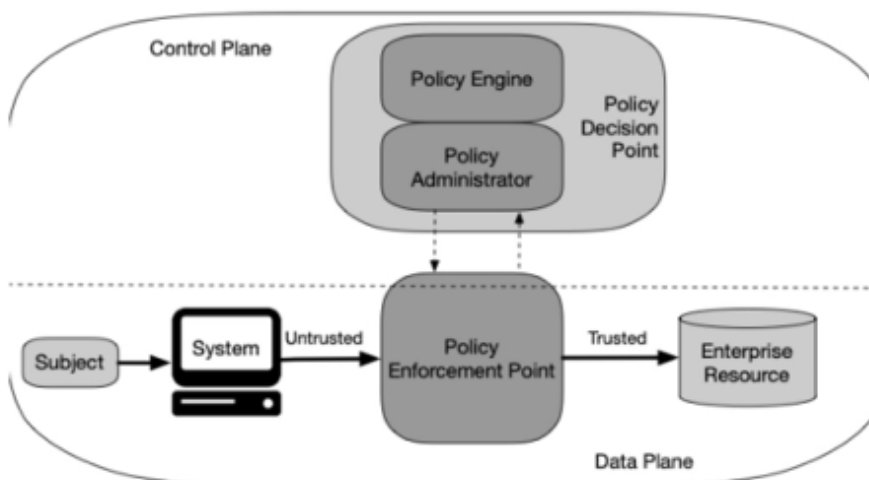 Control Plane
Policy Engine
Policy
Decision
Point
Policy
Administrator
Subject
System
Untrusted
Policy
Enforcement Point
Trusted
Enterprise
Resource
Data Plane